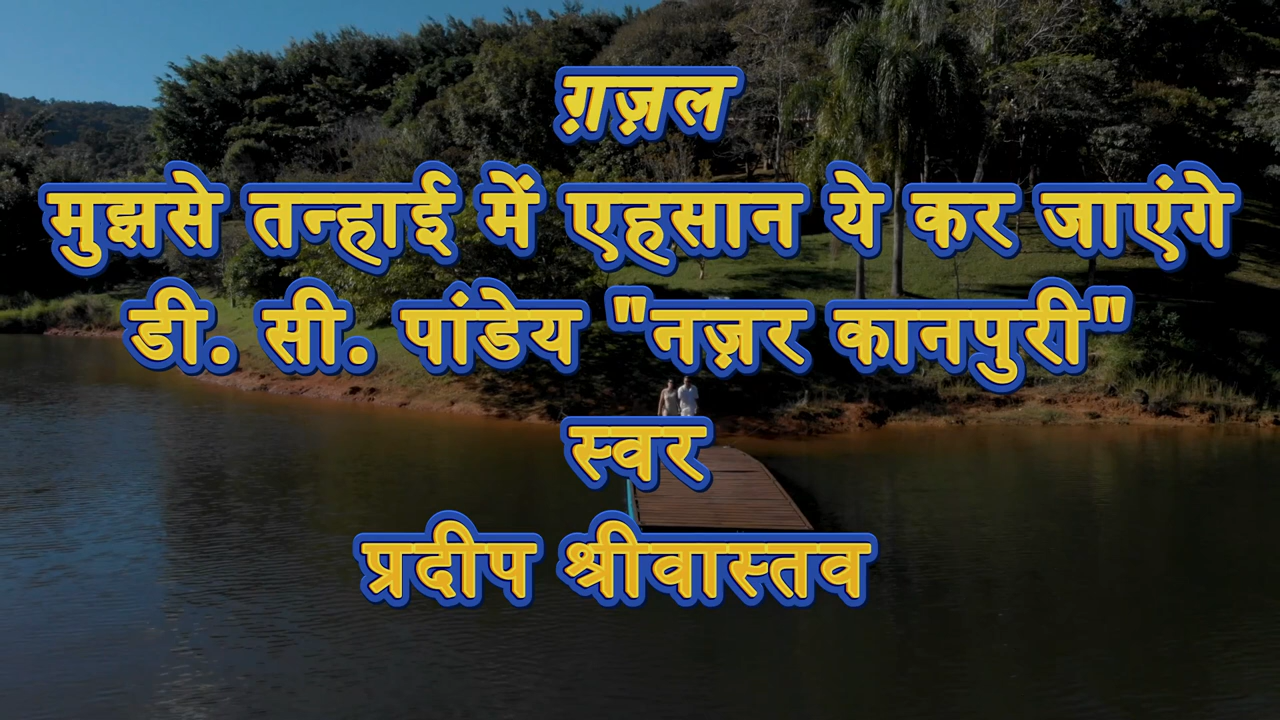 ग़ज़ल
मुझसे तन्हाई में एहसान ये कर जाएंगे
डी. सी. पांडेय "नज़र कानपुरी"
स्वर
प्रदीप श्रीवास्तव